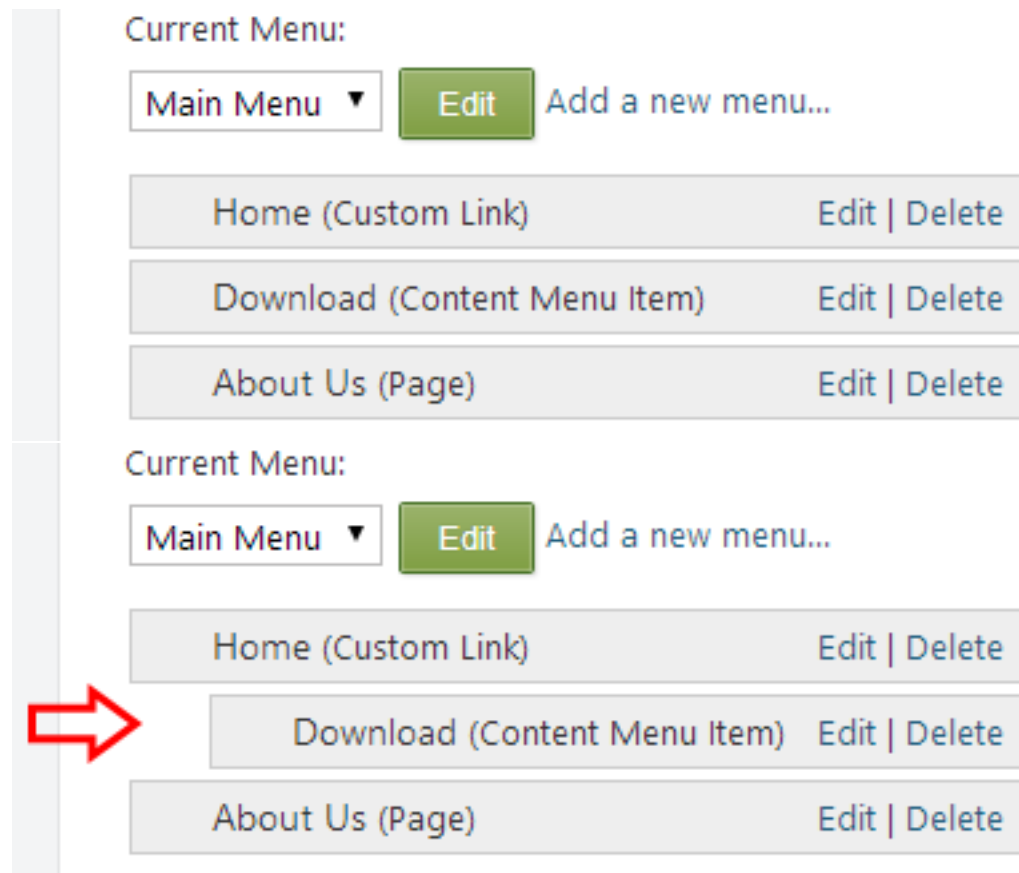 Current Menu:
Main Menu Edit Add a new menu...
Home (Custom Link) Edit | Delete
Download (Content Menu Item) Edit | Delete
About Us (Page) Edit | Delete
Current Menu:
Main Menu Edit Add a new menu...
Home (Custom Link) Edit | Delete
Download (Content Menu Item) Edit | Delete
About Us (Page) Edit | Delete